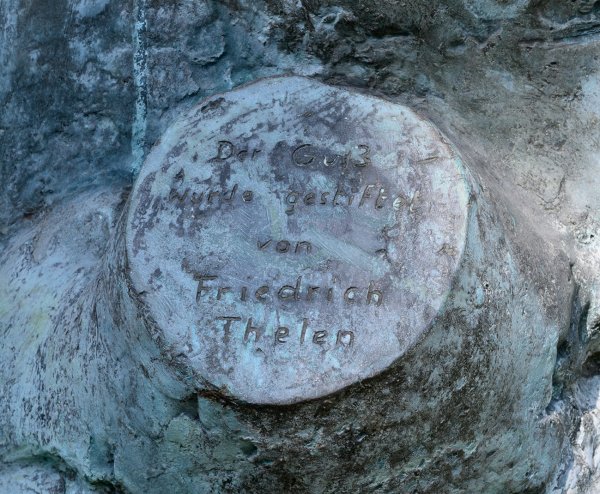 Der Guß
wurde gestiftet
von
Friedrich
Thelen